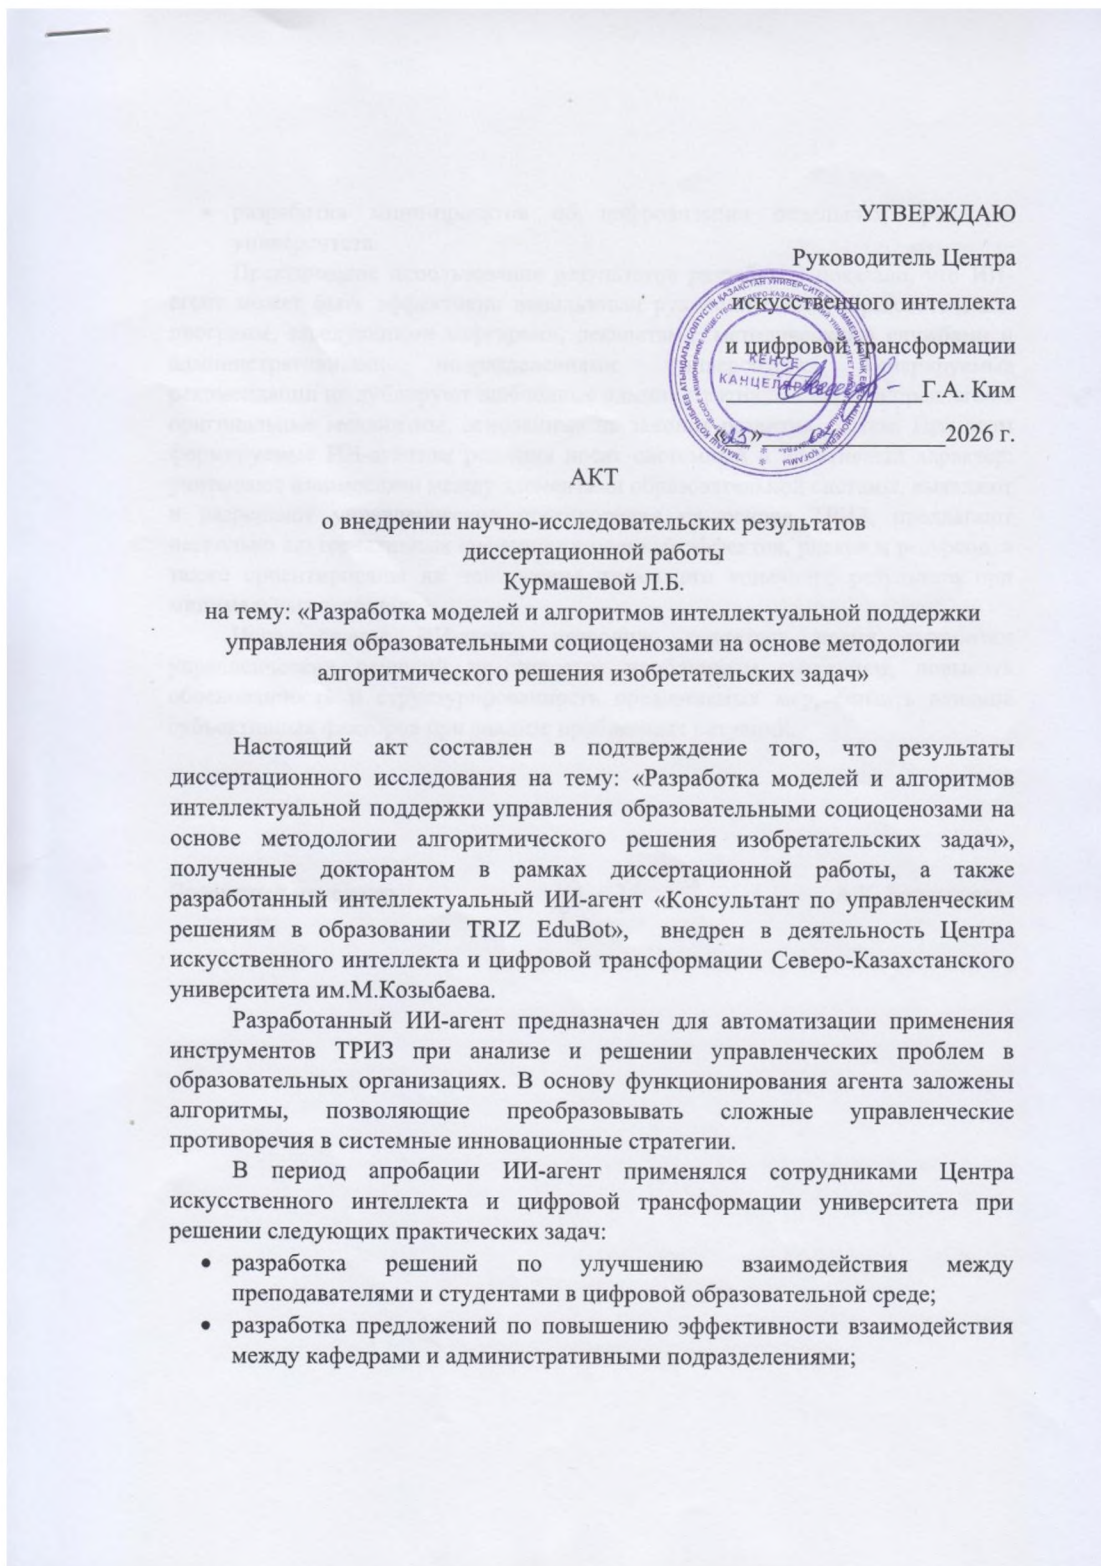 УТВЕРЖДАЮ
Руководитель Центра
искусственного интеллекта
и цифровой трансформации
Г.А. Ким
«23» 04 2026 г.
КЕҢСЕ
КАНЦЕЛЯРИЯ
АКТ
о внедрении научно-исследовательских результатов
диссертационной работы
Курмашевой Л.Б.
на тему: «Разработка моделей и алгоритмов интеллектуальной поддержки
управления образовательными социоценозами на основе методологии
алгоритмического решения изобретательских задач»
Настоящий акт составлен в подтверждение того, что результаты
диссертационного исследования на тему: «Разработка моделей и алгоритмов
интеллектуальной поддержки управления образовательными социоценозами на
основе методологии алгоритмического решения изобретательских задач»,
полученные докторантом в рамках диссертационной работы, а также
разработанный интеллектуальный ИИ-агент «Консультант по управленческим
решениям в образовании TRIZ EduBot», внедрен в деятельность Центра
искусственного интеллекта и цифровой трансформации Северо-Казахстанского
университета им.М.Козыбаева.
Разработанный ИИ-агент предназначен для автоматизации применения
инструментов ТРИЗ при анализе и решении управленческих проблем в
образовательных организациях. В основу функционирования агента заложены
алгоритмы, позволяющие преобразовывать сложные управленческие
противоречия в системные инновационные стратегии.
В период апробации ИИ-агент применялся сотрудниками Центра
искусственного интеллекта и цифровой трансформации университета при
решении следующих практических задач:
• разработка решений по улучшению взаимодействия между
преподавателями и студентами в цифровой образовательной среде;
• разработка предложений по повышению эффективности взаимодействия
между кафедрами и административными подразделениями;